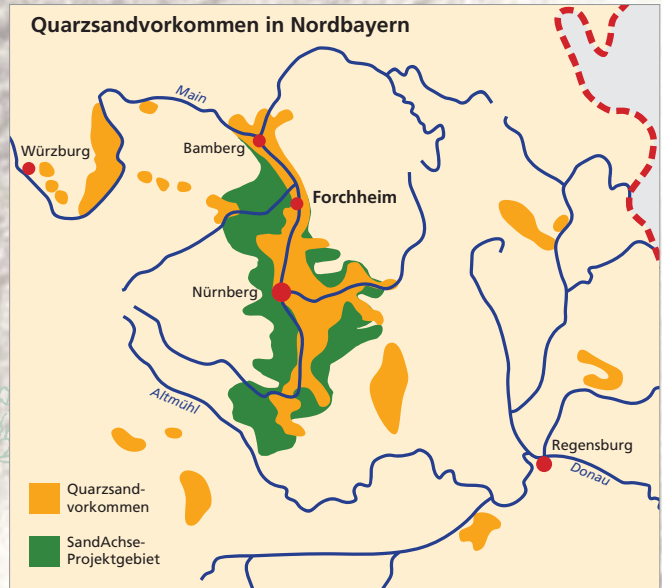 Quarzsandvorkommen in Nordbayern
Main
Würzburg
Bamberg
Forchheim
Nürnberg
Altmühl
Regensburg
Donau
Quarzsand-
vorkommen
SandAchse-
Projektgebiet